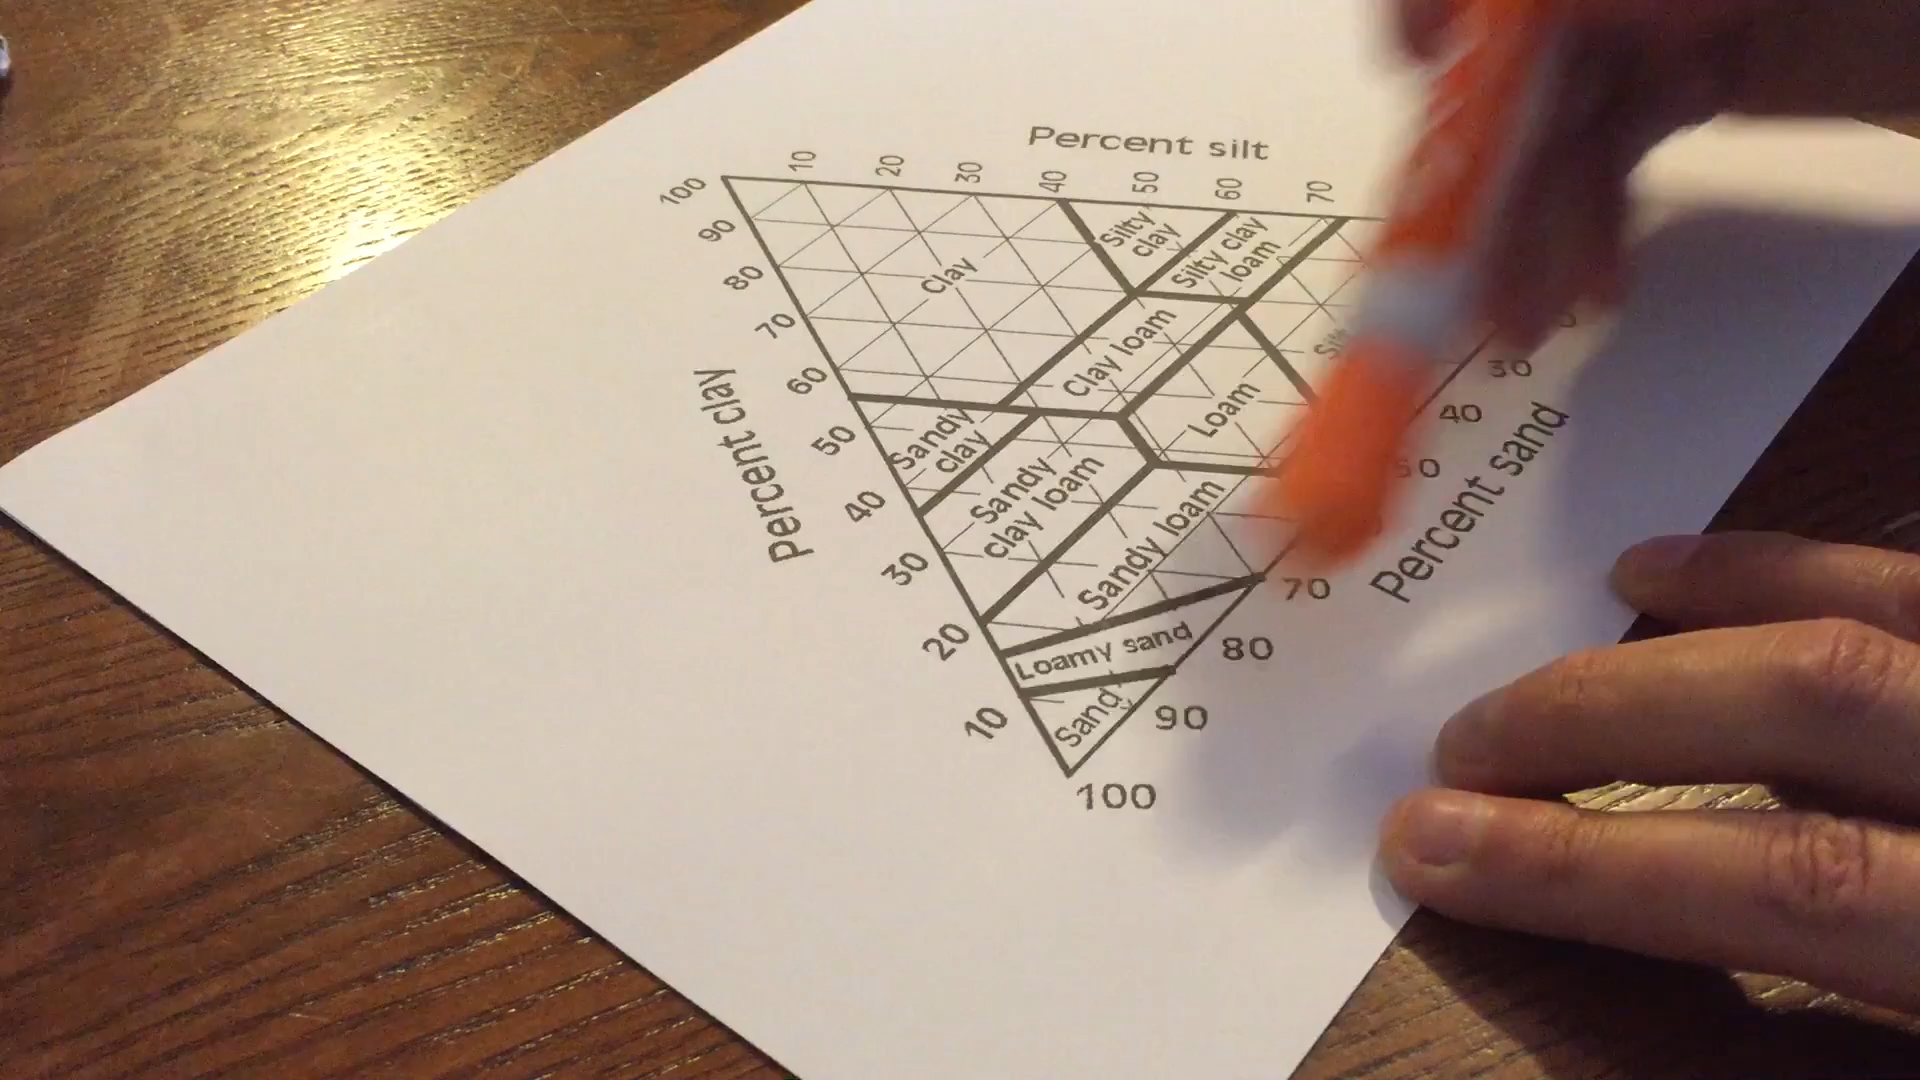 Percent silt
10
20
30
40
50
60
70
100
90
80
70
60
50
40
30
20
10
Percent clay
Clay
Silty
clay
Silty clay
loam
Clay loam
Loam
Sandy
clay
Sandy
clay loam
Sandy loam
Loamy sand
Sand
30
40
50
70
80
90
100
Percent sand